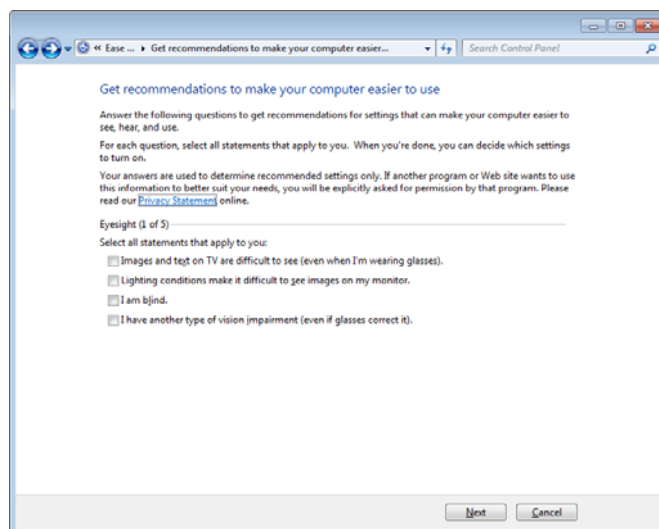 « Ease ... ▸ Get recommendations to make your computer easier...
Search Control Panel
Get recommendations to make your computer easier to use
Answer the following questions to get recommendations for settings that can make your computer easier to
see, hear, and use.
For each question, select all statements that apply to you. When you're done, you can decide which settings
to turn on.
Your answers are used to determine recommended settings only. If another program or Web site wants to use
this information to better suit your needs, you will be explicitly asked for permission by that program. Please
read our Privacy Statement online.
Eyesight (1 of 5)
Select all statements that apply to you:
Images and text on TV are difficult to see (even when I'm wearing glasses).
Lighting conditions make it difficult to see images on my monitor.
I am blind.
I have another type of vision impairment (even if glasses correct it).
Next
Cancel